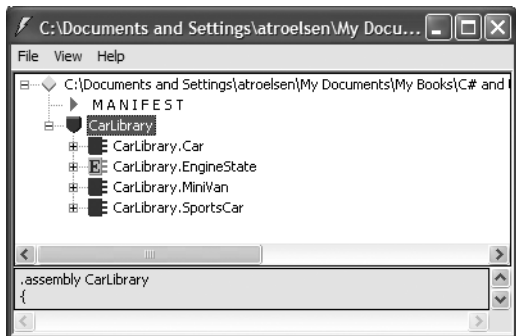 C:\Documents and Settings\atroelsen\My Docu...
File View Help
C:\Documents and Settings\atroelsen\My Documents\My Books\C# and
M A N I F E S T
CarLibrary
CarLibrary.Car
E CarLibrary.EngineState
CarLibrary.MiniVan
CarLibrary.SportsCar
.assembly CarLibrary
{